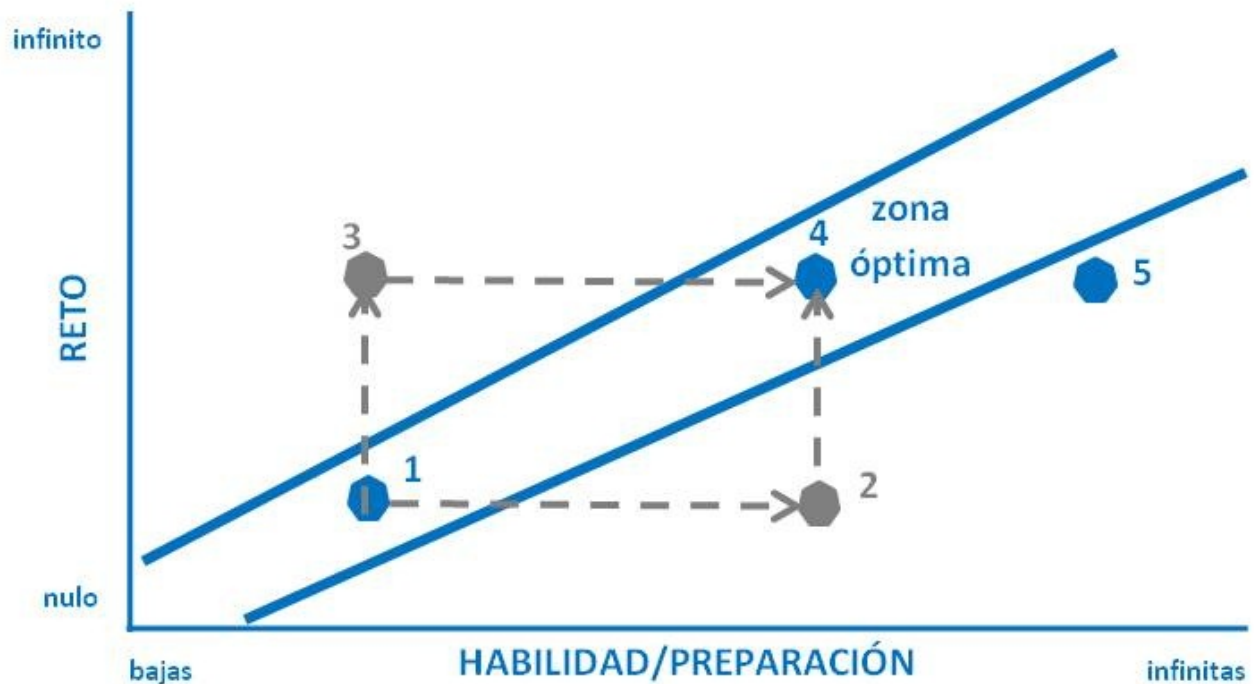 infinito
zona
3
4
óptima
5
RETO
1
2
nulo
HABILIDAD/PREPARACIÓN
bajas
infinitas